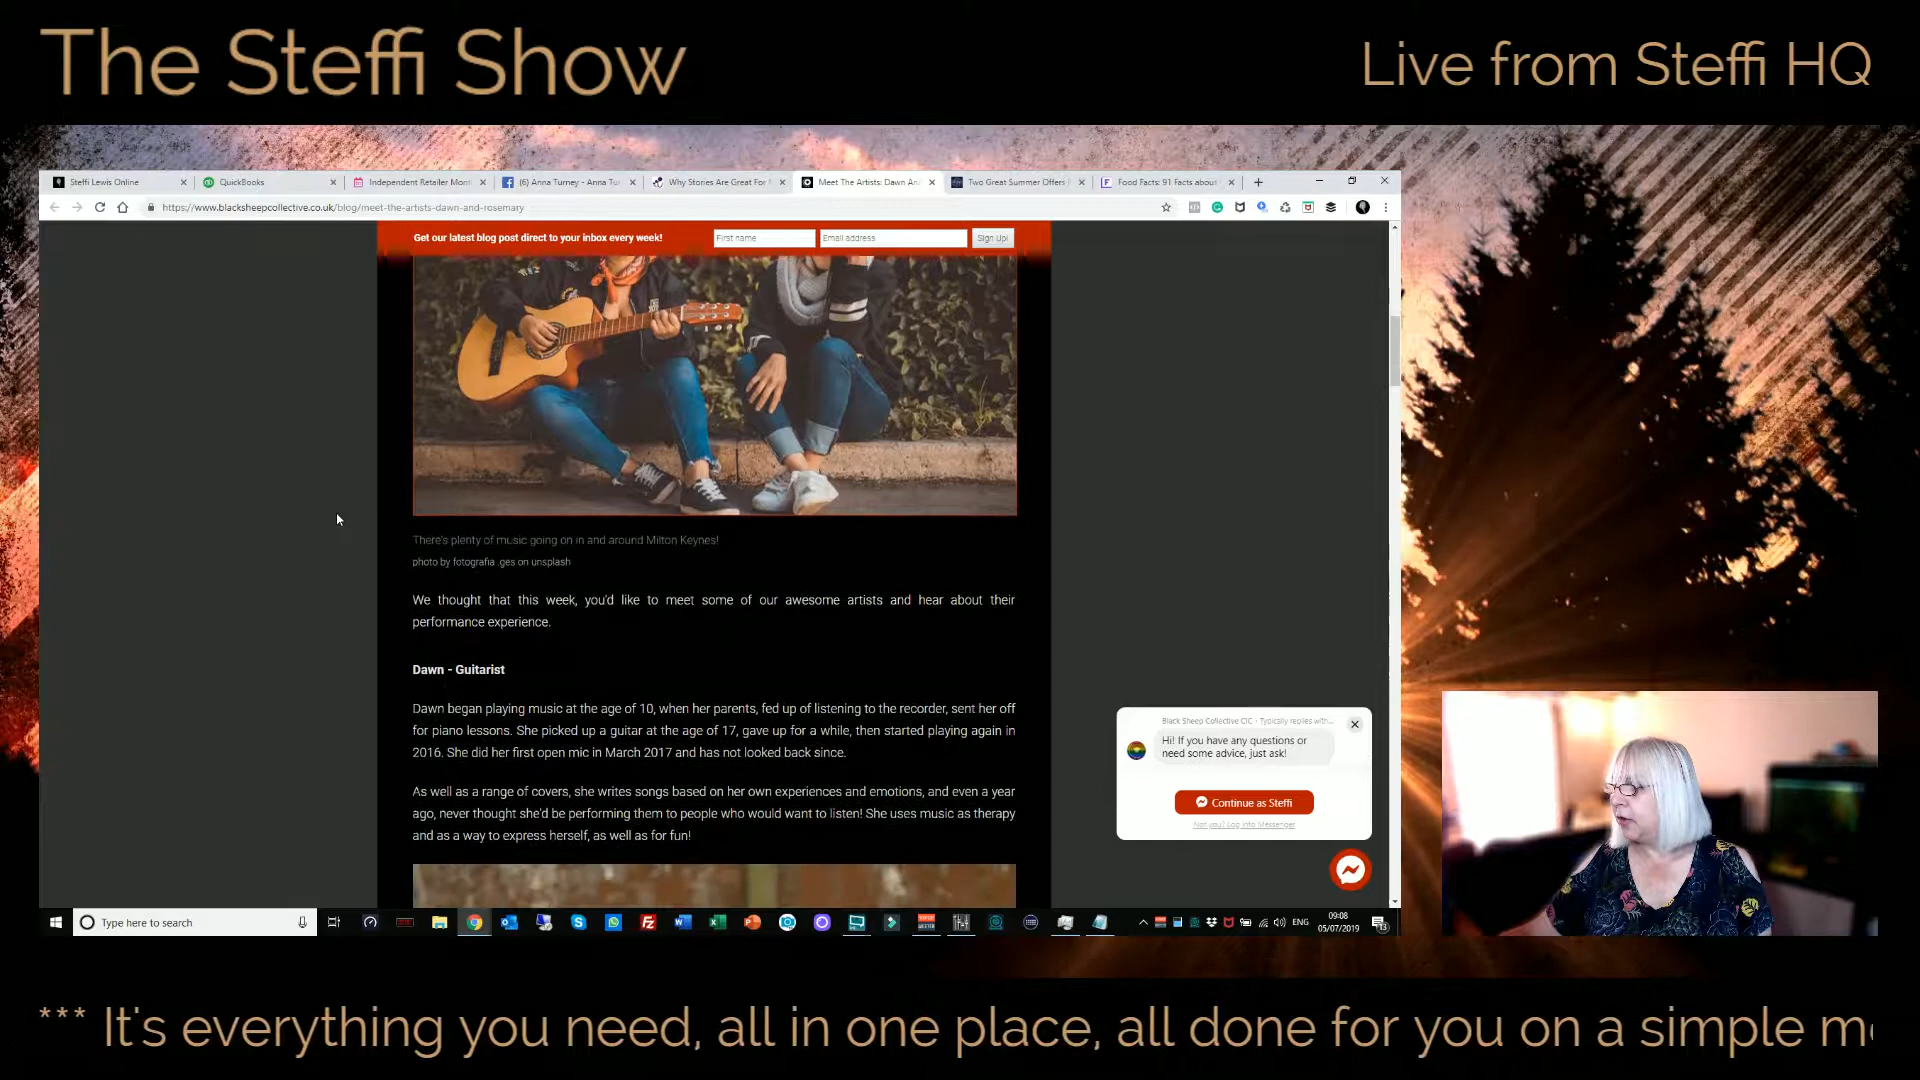 The Steffi Show
Live from Steffi HQ
Steffi Lewis Online
QuickBooks
Independent Retailer Mon
(6) Anna Turney - Anna Tu
Why Stories Are Great For
Meet The Artists: Dawn An
Two Great Summer Offers
Food Facts: 91 Facts about
https://www.blacksheepcollective.co.uk/blog/meet-the-artists-dawn-and-rosemary
Get our latest blog post direct to your inbox every week!
First name
Email address
Sign Up!
There's plenty of music going on in and around Milton Keynes!
photo by fotografia .ges on unsplash
We thought that this week, you'd like to meet some of our awesome artists and hear about their
performance experience.
Dawn - Guitarist
Dawn began playing music at the age of 10, when her parents, fed up of listening to the recorder, sent her off
for piano lessons. She picked up a guitar at the age of 17, gave up for a while, then started playing again in
2016. She did her first open mic in March 2017 and has not looked back since.
As well as a range of covers, she writes songs based on her own experiences and emotions, and even a year
ago, never thought she'd be performing them to people who would want to listen! She uses music as therapy
and as a way to express herself, as well as for fun!
Black Sheep Collective CIC • Typically replies with...
Hi! If you have any questions or
need some advice, just ask!
Continue as Steffi
Not you? Log into Messenger
Type here to search
ENG
09:08
05/07/2019
13
*** It's everything you need, all in one place, all done for you on a simple m